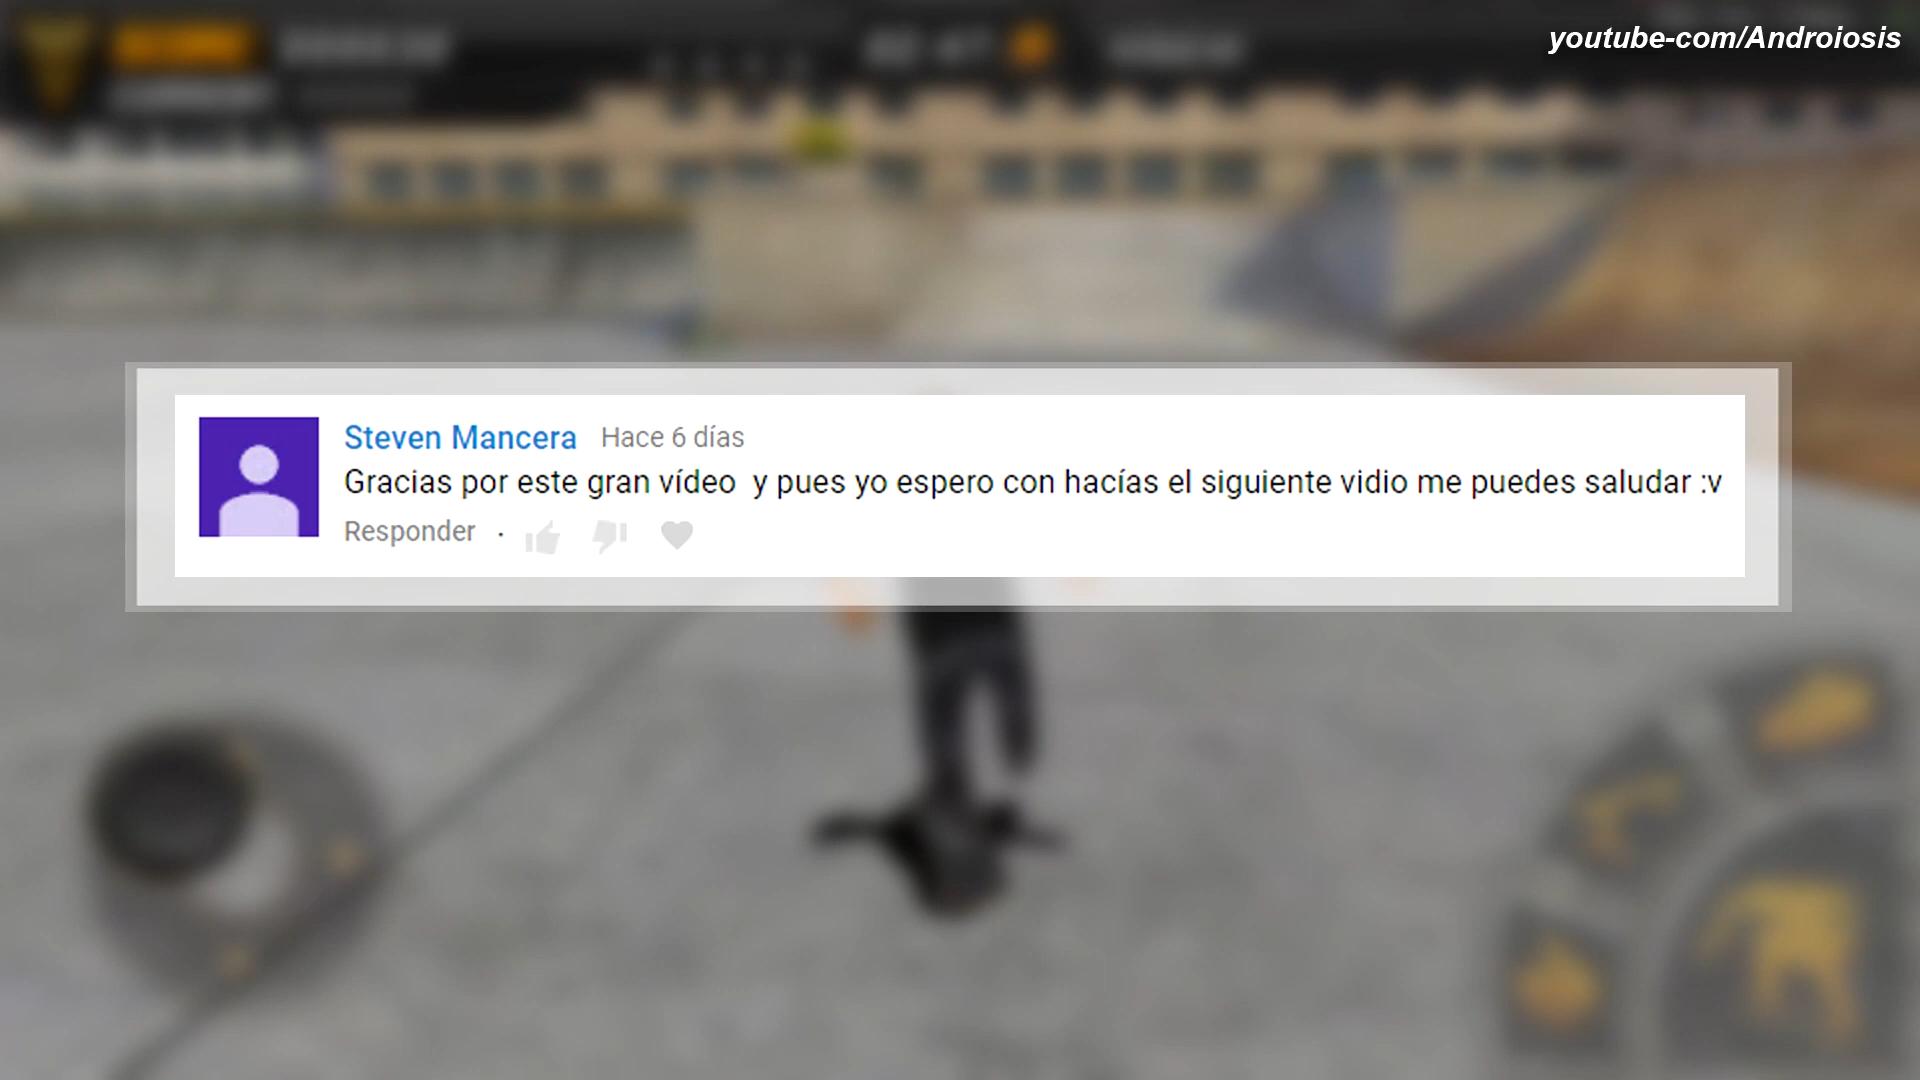 youtube-com/Androiosis
Steven Mancera Hace 6 días
Gracias por este gran vídeo y pues yo espero con hacías el siguiente vidio me puedes saludar :v
Responder ·